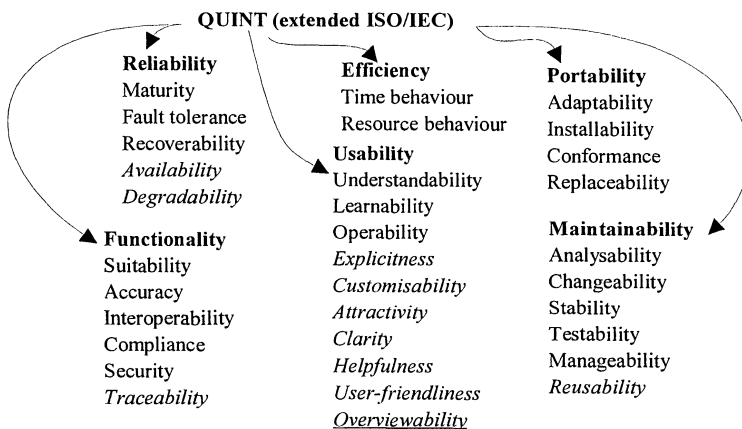 QUINT (extended ISO/IEC)
Reliability
Maturity
Fault tolerance
Recoverability
Availability
Degradability
Functionality
Suitability
Accuracy
Interoperability
Compliance
Security
Traceability
Efficiency
Time behaviour
Resource behaviour
Usability
Understandability
Learnability
Operability
Explicitness
Customisability
Attractivity
Clarity
Helpfulness
User-friendliness
Overviewability
Portability
Adaptability
Installability
Conformance
Replaceability
Maintainability
Analysability
Changeability
Stability
Testability
Manageability
Reusability